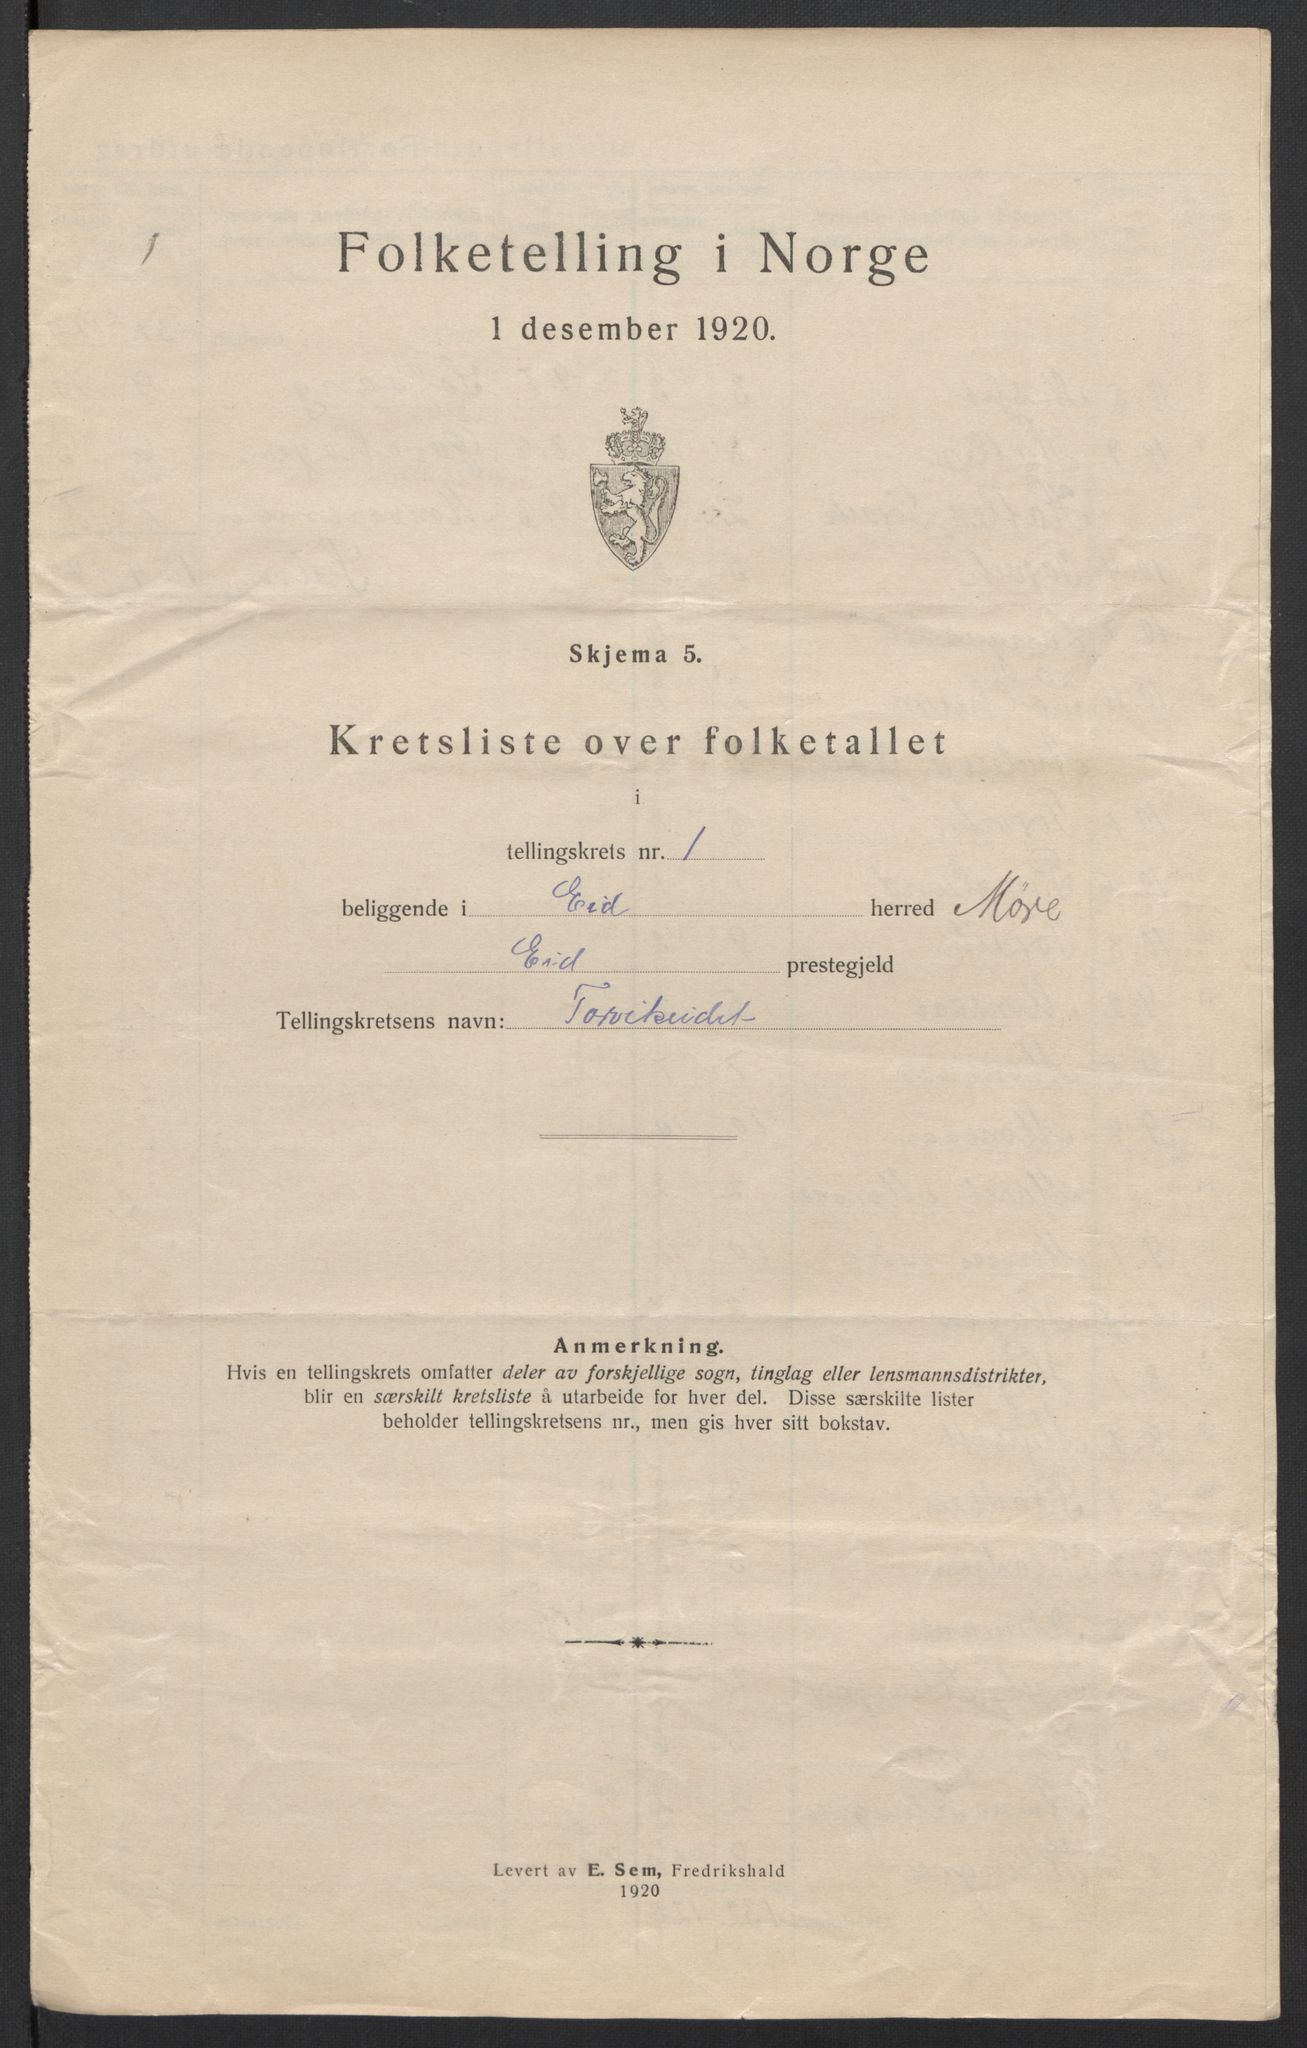 1
Folketelling i Norge
1 desember 1920.
Skjema 5.
Kretsliste over folketallet
i
tellingskrets nr. 1
beliggende i Eid herred Møre
Eid prestegjeld
Tellingskretsens navn: Torvikeidet
Anmerkning.
Hvis en tellingskrets omfatter deler av forskjellige sogn, tinglag eller lensmannsdistrikter,
blir en særskilt kretsliste å utarbeide for hver del. Disse særskilte lister
beholder tellingskretsens nr., men gis hver sitt bokstav.
Levert av E. Sem, Fredrikshald
1920